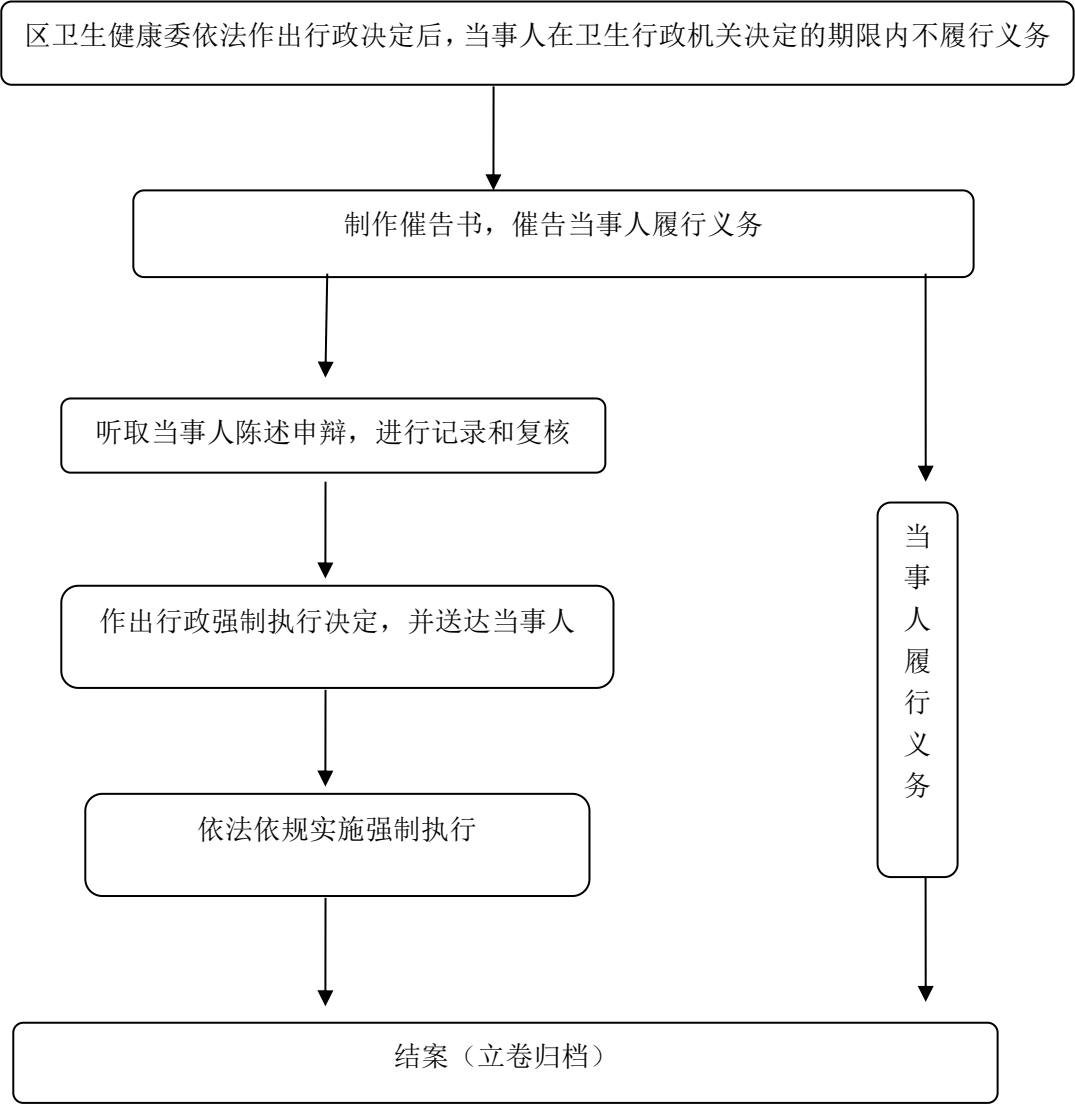 区卫生健康委依法作出行政决定后，当事人在卫生行政机关决定的期限内不履行义务
制作催告书，催告当事人履行义务
听取当事人陈述申辩，进行记录和复核
作出行政强制执行决定，并送达当事人
依法依规实施强制执行
当事人履行义务
结案（立卷归档）